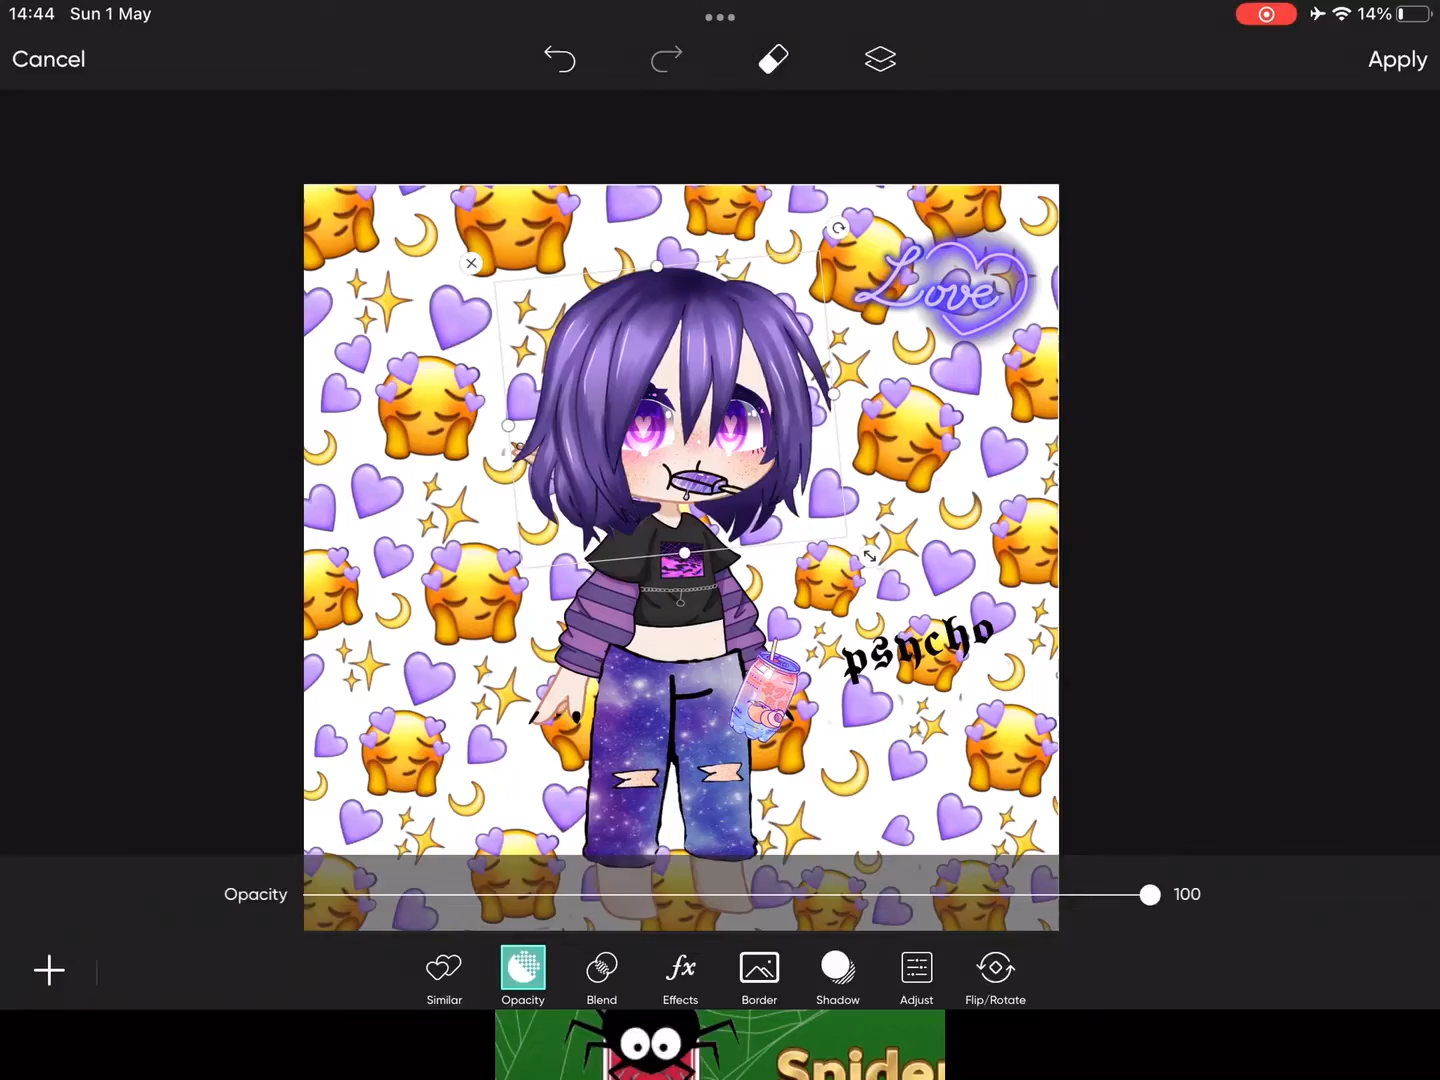 14:44 Sun 1 May
14%
Cancel
Apply
Love
psycho
Opacity
100
Similar
Opacity
Blend
fx
Effects
Border
Shadow
Adjust
Flip/Rotate
Spider